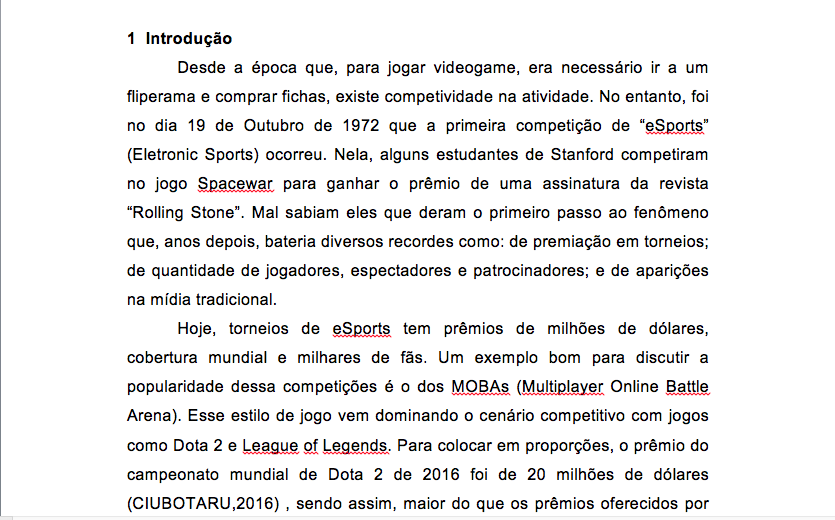 1 Introdução
Desde a época que, para jogar videogame, era necessário ir a um
fliperama e comprar fichas, existe competividade na atividade. No entanto, foi
no dia 19 de Outubro de 1972 que a primeira competição de “eSports”
(Eletronic Sports) ocorreu. Nela, alguns estudantes de Stanford competiram
no jogo Spacewar para ganhar o prêmio de uma assinatura da revista
“Rolling Stone”. Mal sabiam eles que deram o primeiro passo ao fenômeno
que, anos depois, bateria diversos recordes como: de premiação em torneios;
de quantidade de jogadores, espectadores e patrocinadores; e de aparições
na mídia tradicional.
Hoje, torneios de eSports tem prêmios de milhões de dólares,
cobertura mundial e milhares de fãs. Um exemplo bom para discutir a
popularidade dessa competições é o dos MOBAs (Multiplayer Online Battle
Arena). Esse estilo de jogo vem dominando o cenário competitivo com jogos
como Dota 2 e League of Legends. Para colocar em proporções, o prêmio do
campeonato mundial de Dota 2 de 2016 foi de 20 milhões de dólares
(CIUBOTARU,2016) , sendo assim, maior do que os prêmios oferecidos por